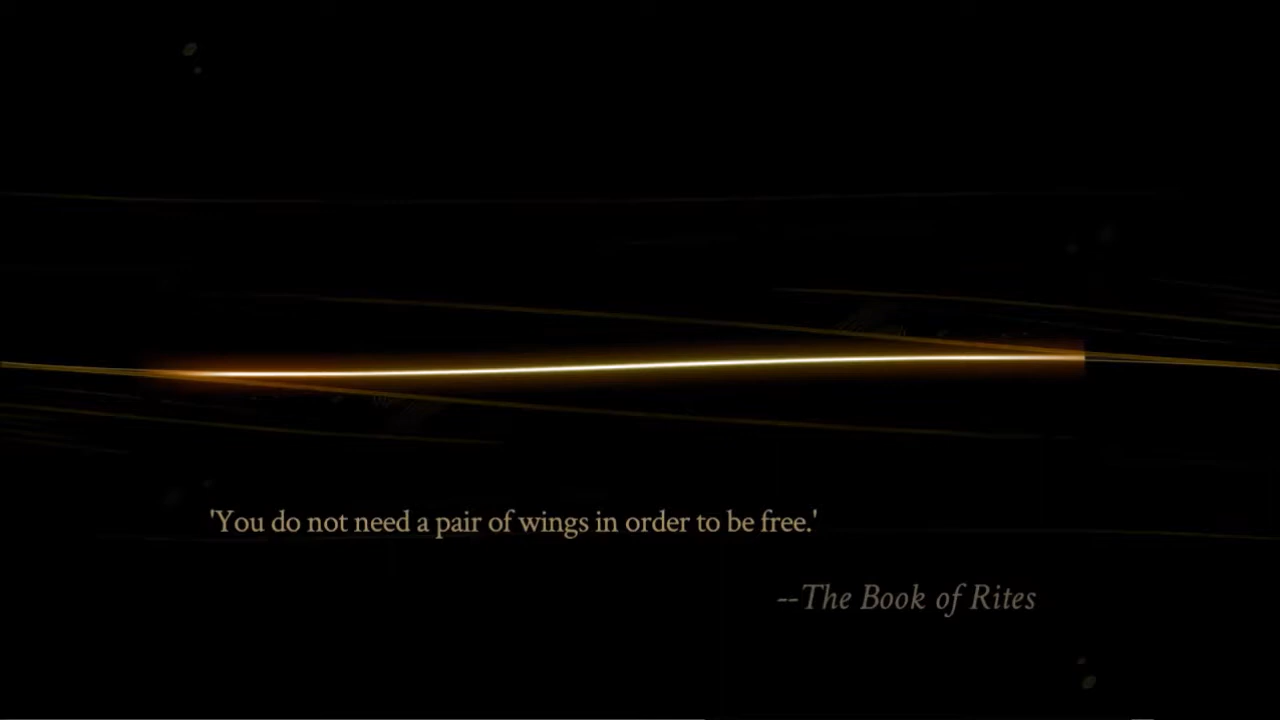 'You do not need a pair of wings in order to be free.'
--The Book of Rites